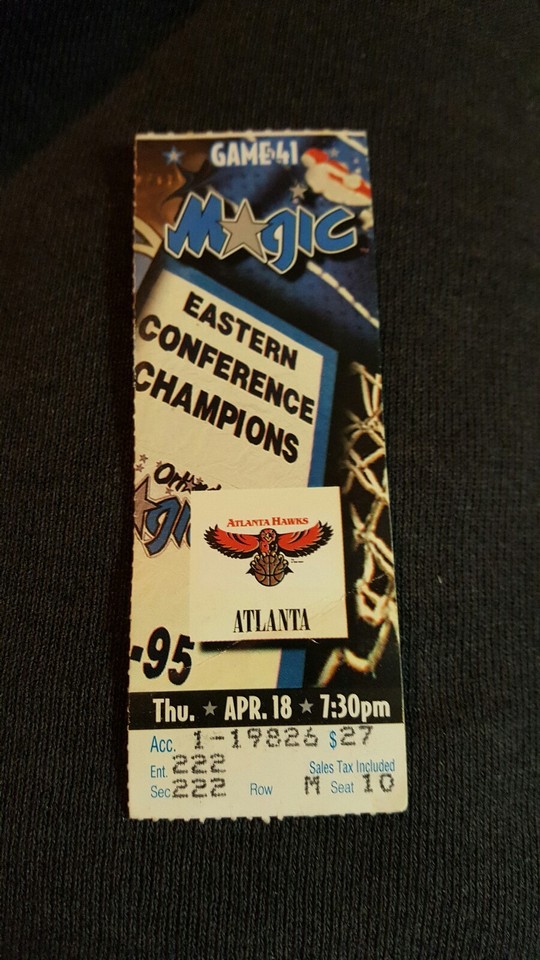 GAME 41
MAGIC
EASTERN
CONFERENCE
CHAMPIONS
Orlando
ATLANTA HAWKS
ATLANTA
-95
Thu. ★ APR. 18 ★ 7:30pm
Acc. 1-19826 $27
Ent. 222 Sales Tax Included
Sec 222 Row M Seat 10